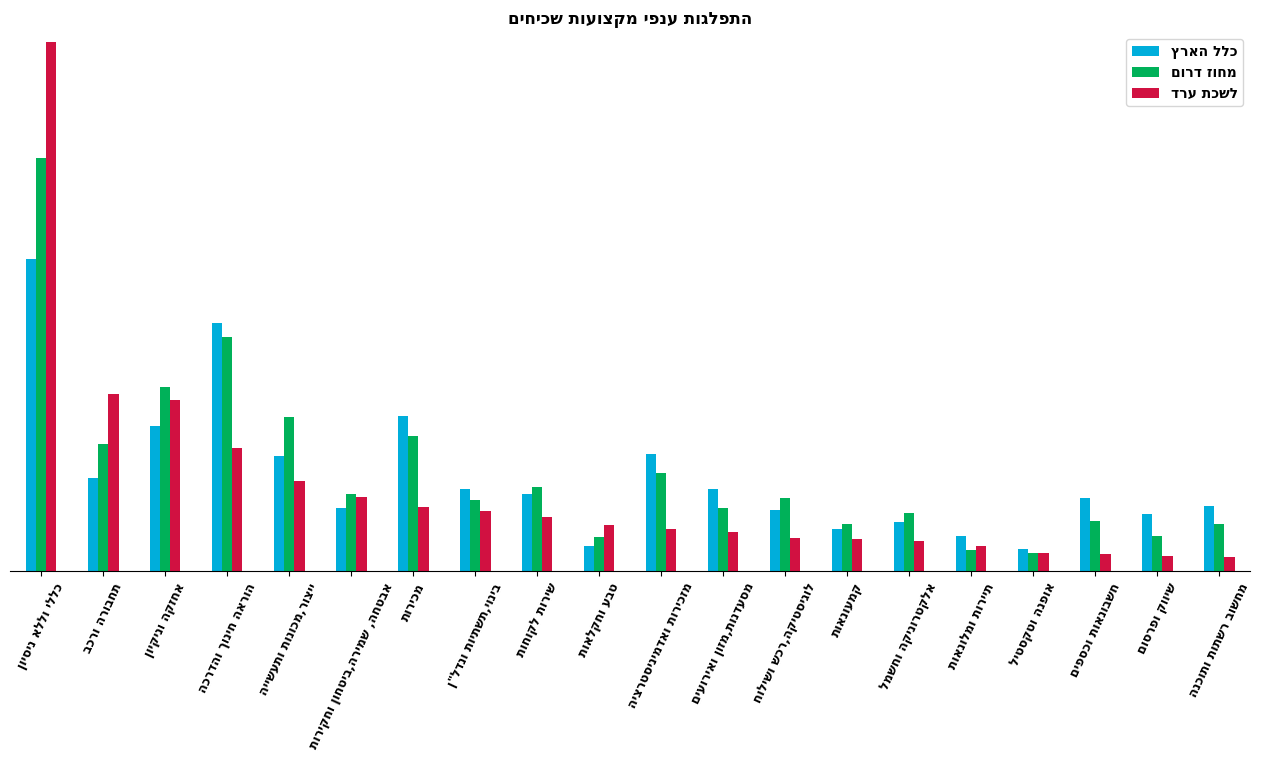 התפלגות ענפי מקצועות שכיחים
כלל הארץ
מחוז דרום
לשכת ערד
כללי וללא ניסיון
תחבורה ורכב
אחזקה וניקיון
הוראה חינוך והדרכה
ייצור,מכונות ותעשייה
אבטחה, שמירה,ביטחון וחקירות
מכירות
בינוי,תשתיות ונדל"ן
שירות לקוחות
טבע וחקלאות
מזכירות ואדמיניסטרציה
מסעדנות,מזון ואירועים
לוגיסטיקה,רכש ושילוח
קמעונאות
אלקטרוניקה וחשמל
תיירות ומלונאות
אופנה וטקסטיל
חשבונאות וכספים
שיווק ופרסום
מחשוב רשתות ותוכנה